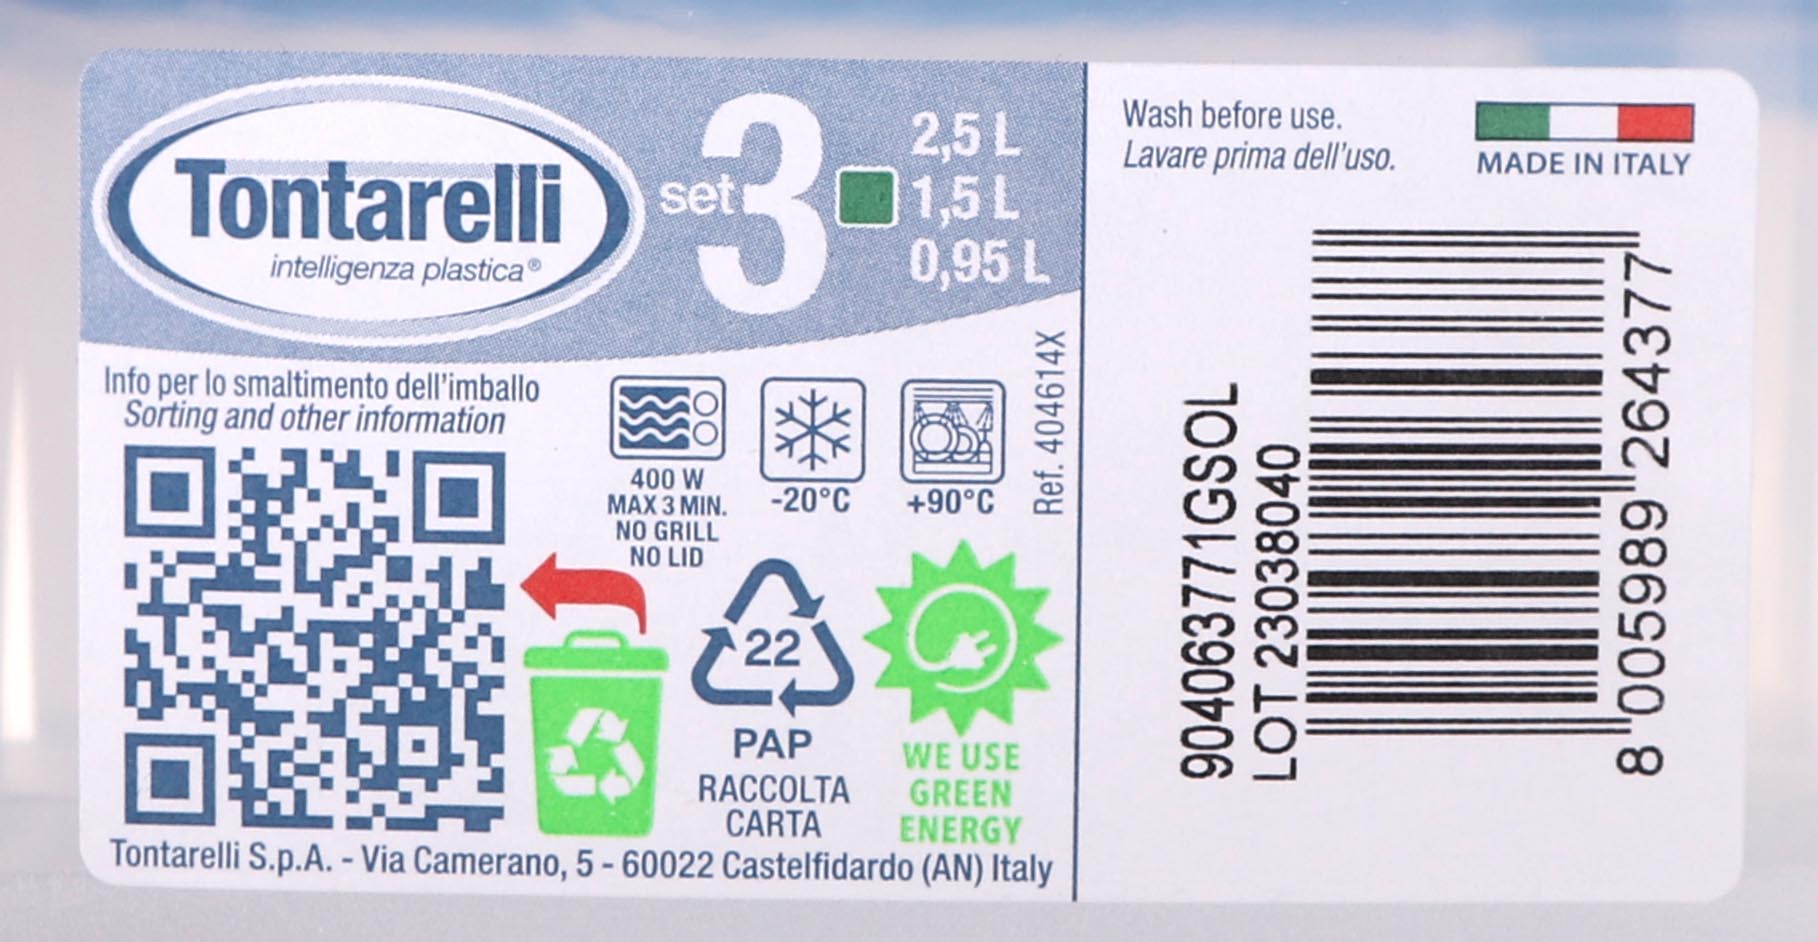 Tontarelli
intelligenza plastica®
set 3
2,5 L
1,5 L
0,95 L
Info per lo smaltimento dell'imballo
Sorting and other information
400 W
MAX 3 MIN.
NO GRILL
NO LID
-20°C
+90°C
Ref. 404614X
22
PAP
RACCOLTA
CARTA
WE USE
GREEN
ENERGY
Tontarelli S.p.A. - Via Camerano, 5 - 60022 Castelfidardo (AN) Italy
Wash before use.
Lavare prima dell'uso.
MADE IN ITALY
904063771GSOL
LOT 23038040
8 005989 264377